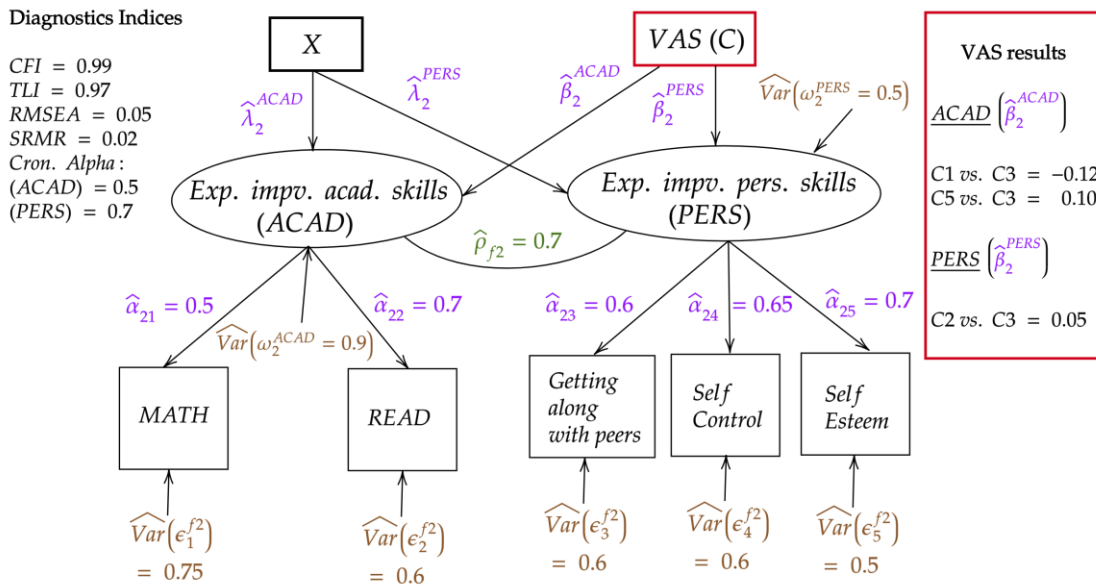 Diagnostics Indices
CFI = 0.99
TLI = 0.97
RMSEA = 0.05
SRMR = 0.02
Cron. Alpha :
(ACAD) = 0.5
(PERS) = 0.7
X
VAS (C)
λ̂₂^ACAD
λ̂₂^PERS
β̂₂^ACAD
β̂₂^PERS
V̂ar(ω₂^PERS = 0.5)
Exp. impv. acad. skills
(ACAD)
Exp. impv. pers. skills
(PERS)
ρ̂_f2 = 0.7
α̂₂₁ = 0.5
α̂₂₂ = 0.7
α̂₂₃ = 0.6
α̂₂₄ = 0.65
α̂₂₅ = 0.7
V̂ar(ω₂^ACAD = 0.9)
MATH
READ
Getting
along
with peers
Self
Control
Self
Esteem
V̂ar(ϵ₁^f2)
= 0.75
V̂ar(ϵ₂^f2)
= 0.6
V̂ar(ϵ₃^f2)
= 0.6
V̂ar(ϵ₄^f2)
= 0.6
V̂ar(ϵ₅^f2)
= 0.5
VAS results
ACAD (β̂₂^ACAD)
C1 vs. C3 = −0.12
C5 vs. C3 = 0.10
PERS (β̂₂^PERS)
C2 vs. C3 = 0.05